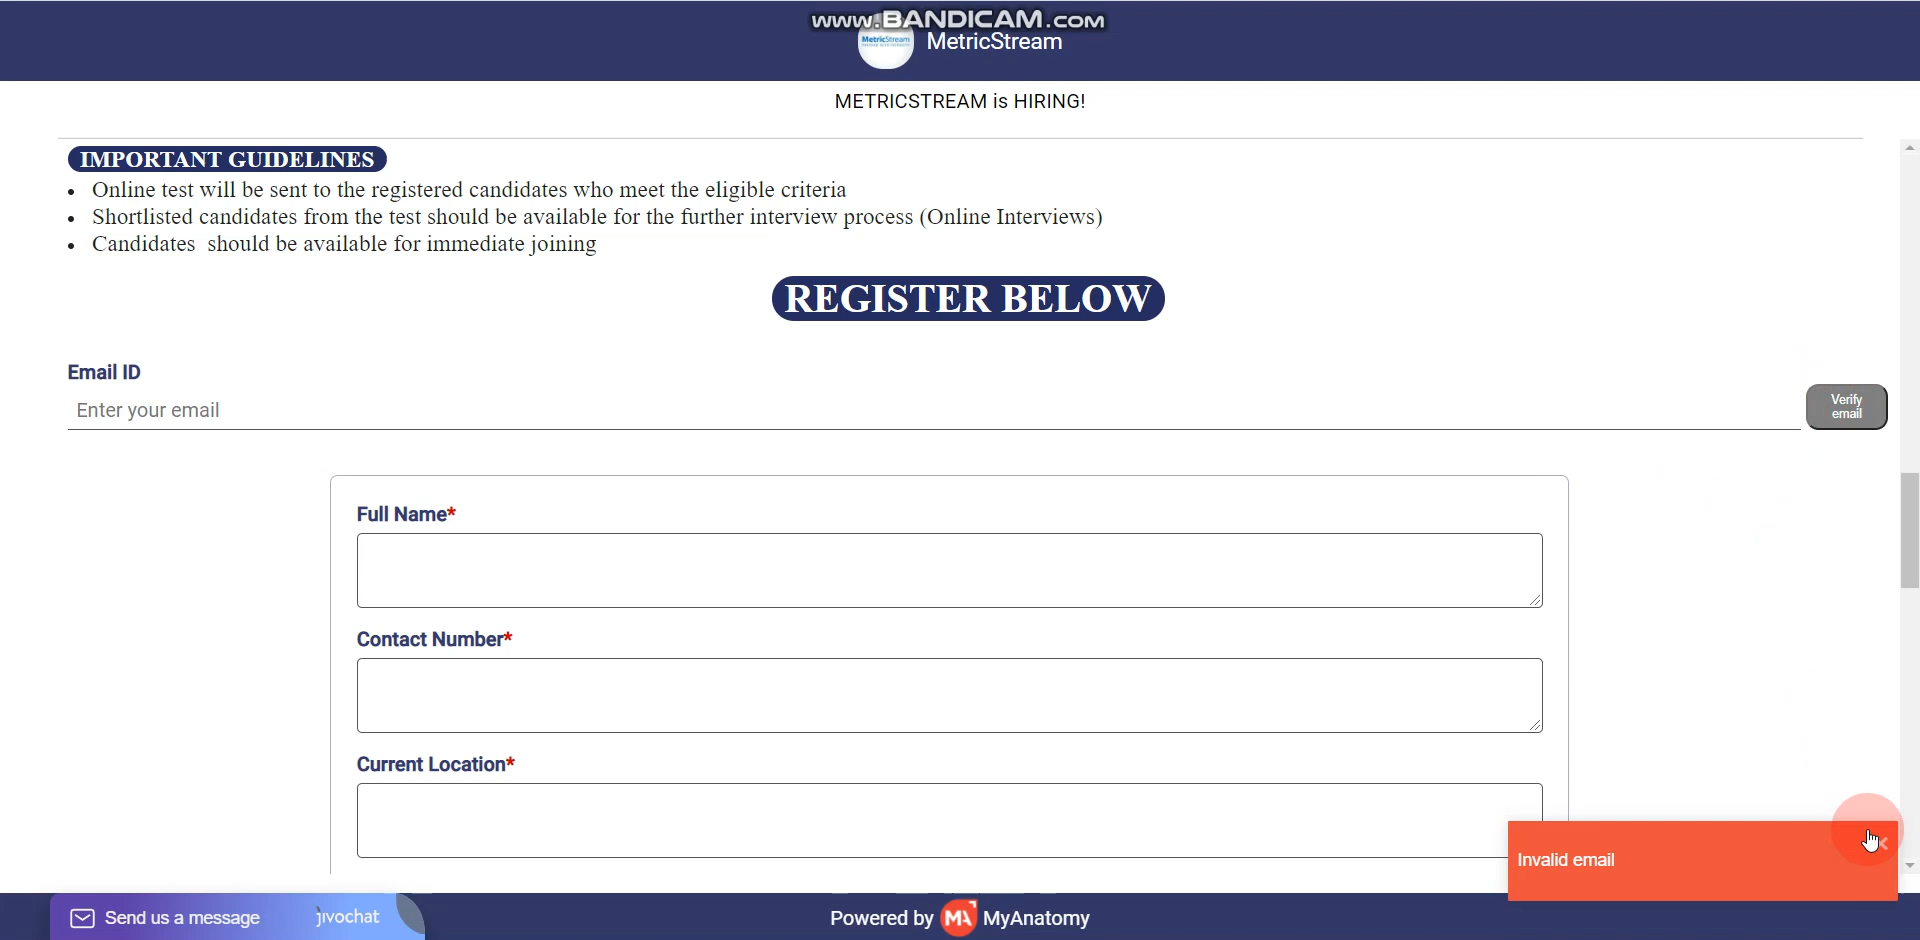 www.BANDICAM.com
MetricStream
MetricStream
METRICSTREAM is HIRING!
IMPORTANT GUIDELINES
• Online test will be sent to the registered candidates who meet the eligible criteria
• Shortlisted candidates from the test should be available for the further interview process (Online Interviews)
• Candidates should be available for immediate joining
REGISTER BELOW
Email ID
Enter your email
Verify
email
Full Name*
Contact Number*
Current Location*
Invalid email
Send us a message
jivochat
Powered by MA MyAnatomy